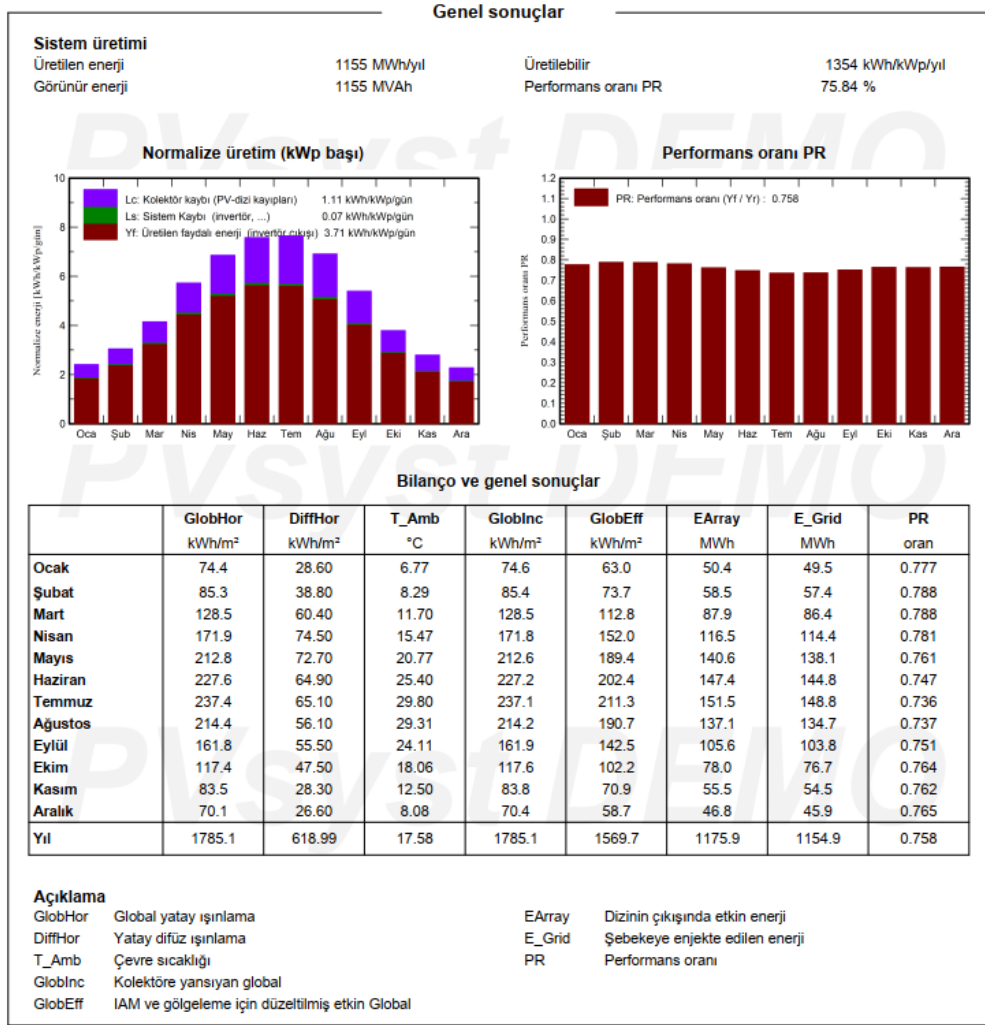 Genel sonuçlar
Sistem üretimi
Üretilen enerji 1155 MWh/yıl Üretilebilir 1354 kWh/kWp/yıl
Görünür enerji 1155 MVAh Performans oranı PR 75.84 %
PVsyst DEMO
Normalize üretim (kWp başı) Performans oranı PR
Lc: Kolektör kaybı (PV-dizi kayıpları) 1.11 kWh/kWp/gün
Ls: Sistem Kaybı (invertör, ...) 0.07 kWh/kWp/gün
Yf: Üretilen faydalı enerji (invertör çıkışı) 3.71 kWh/kWp/gün
Normalize enerji [kWh/kWp/gün]
10
8
6
4
2
0
Oca Şub Mar Nis May Haz Tem Ağu Eyl Eki Kas Ara
PR: Performans oranı (Yf / Yr) : 0.758
Performans oranı PR
1.2
1.1
1.0
0.9
0.8
0.7
0.6
0.5
0.4
0.3
0.2
0.1
0.0
Oca Şub Mar Nis May Haz Tem Ağu Eyl Eki Kas Ara
PVsyst DEMO
Bilanço ve genel sonuçlar
GlobHor DiffHor T_Amb GlobInc GlobEff EArray E_Grid PR
kWh/m² kWh/m² °C kWh/m² kWh/m² MWh MWh oran
Ocak 74.4 28.60 6.77 74.6 63.0 50.4 49.5 0.777
Şubat 85.3 38.80 8.29 85.4 73.7 58.5 57.4 0.788
Mart 128.5 60.40 11.70 128.5 112.8 87.9 86.4 0.788
Nisan 171.9 74.50 15.47 171.8 152.0 116.5 114.4 0.781
Mayıs 212.8 72.70 20.77 212.6 189.4 140.6 138.1 0.761
Haziran 227.6 64.90 25.40 227.2 202.4 147.4 144.8 0.747
Temmuz 237.4 65.10 29.80 237.1 211.3 151.5 148.8 0.736
Ağustos 214.4 56.10 29.31 214.2 190.7 137.1 134.7 0.737
Eylül 161.8 55.50 24.11 161.9 142.5 105.6 103.8 0.751
Ekim 117.4 47.50 18.06 117.6 102.2 78.0 76.7 0.764
Kasım 83.5 28.30 12.50 83.8 70.9 55.5 54.5 0.762
Aralık 70.1 26.60 8.08 70.4 58.7 46.8 45.9 0.765
Yıl 1785.1 618.99 17.58 1785.1 1569.7 1175.9 1154.9 0.758
PVsyst DEMO
Açıklama
GlobHor Global yatay ışınlama EArray Dizinin çıkışında etkin enerji
DiffHor Yatay difüz ışınlama E_Grid Şebekeye enjekte edilen enerji
T_Amb Çevre sıcaklığı PR Performans oranı
GlobInc Kolektöre yansıyan global
GlobEff IAM ve gölgeleme için düzeltilmiş etkin Global